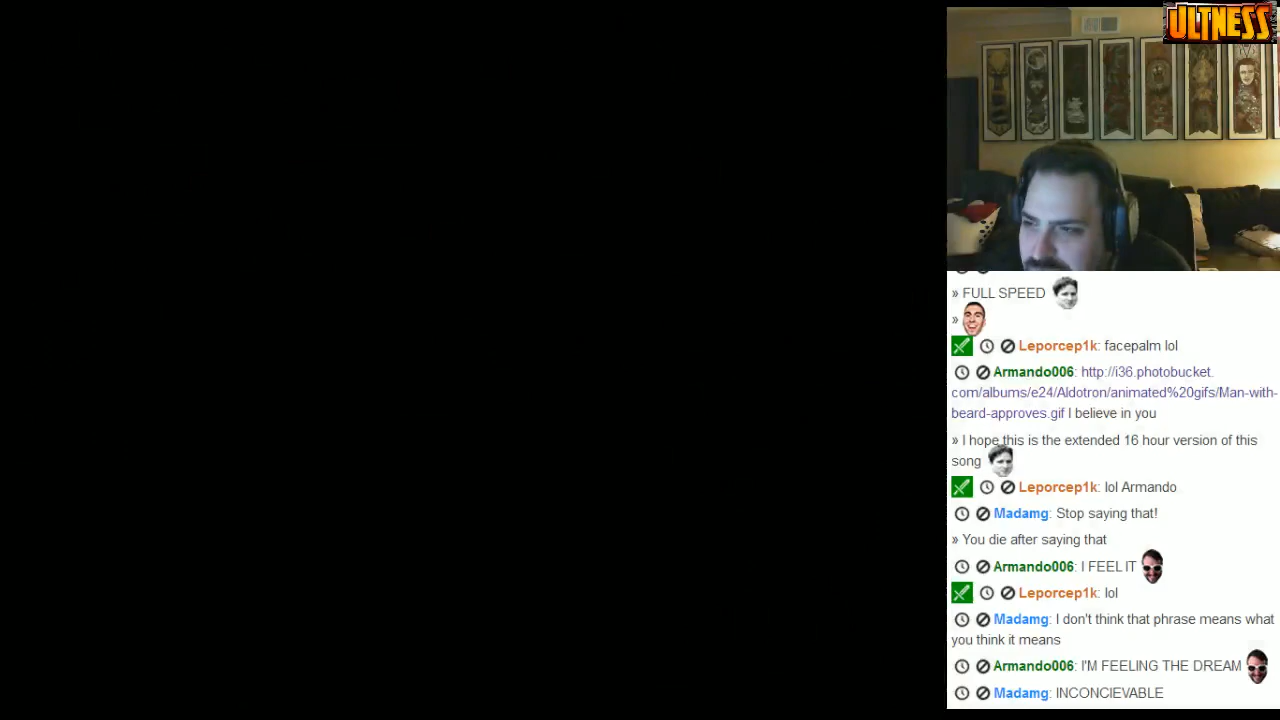 ULTNESS
» FULL SPEED
»
Leporcep1k: facepalm lol
Armando006: http://i36.photobucket.
com/albums/e24/Aldotron/animated%20gifs/Man-with-
beard-approves.gif I believe in you
» I hope this is the extended 16 hour version of this
song
Leporcep1k: lol Armando
Madamg: Stop saying that!
» You die after saying that
Armando006: I FEEL IT
Leporcep1k: lol
Madamg: I don't think that phrase means what
you think it means
Armando006: I'M FEELING THE DREAM
Madamg: INCONCIEVABLE